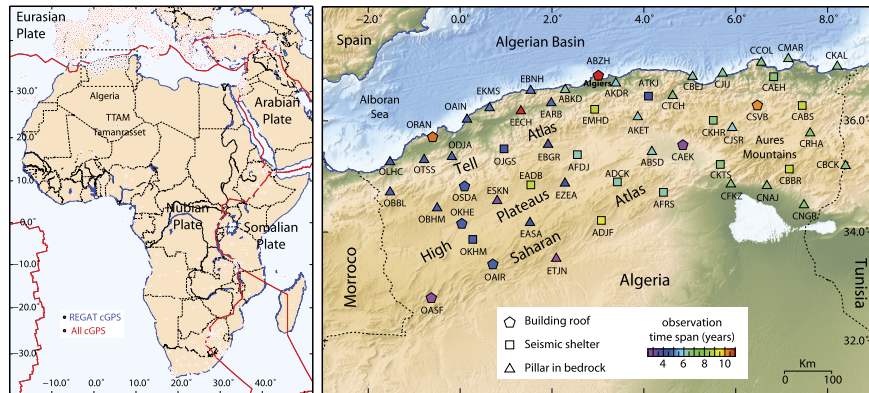 Eurasian
Plate
Arabian
Plate
Algeria
TTAM
Tamanrasset
Nubian
Plate
Somalian
Plate
REGAT cGPS
All cGPS
30.0°
20.0°
10.0°
0.0°
−10.0°
−20.0°
−30.0°
−10.0° 0.0° 10.0° 20.0° 30.0° 40.0°
−2.0° 0.0° 2.0° 4.0° 6.0° 8.0°
Spain
Algerian Basin
Alboran
Sea
ABZH
Algiers
CCOL
CMAR
CKAL
EBNH
ABKD
AKDR
ATKJ
CBEJ
CJIJ
CAEH
EKMS
OAIN
EARB
EMHD
CTCH
CSVB
CABS
ORAN
EECH
AKET
CKHR
CJSR
CRHA
36.0°
Aures
Mountains
ODJA
OJGS
EBGR
AFDJ
ABSD
CAEK
CKTS
CBBR
CBCK
OLHC
OTSS
Tell
Atlas
OBBL
OSDA
ESKN
EADB
EZEA
ADCK
AFRS
CFKZ
CNAJ
CNGR
OBHM
OKHE
High
Plateaus
Saharan
Atlas
EASA
ADJF
34.0°
OKHM
OAIR
ETJN
OASF
Algeria
Morroco
Tunisia
32.0°
Building roof
Seismic shelter
Pillar in bedrock
observation
time span (years)
4 6 8 10
Km
0 100